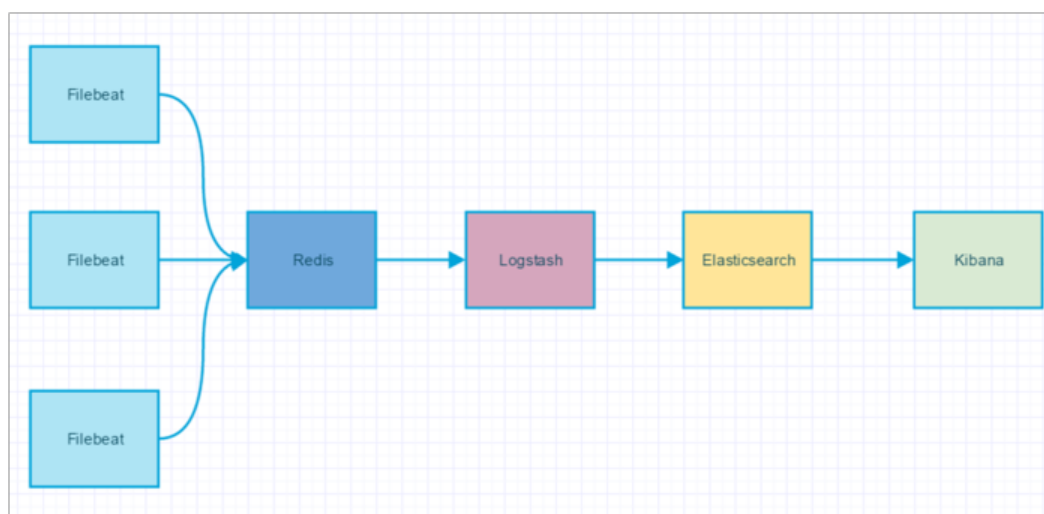 Filebeat
Filebeat
Redis
Logstash
Elasticsearch
Kibana
Filebeat